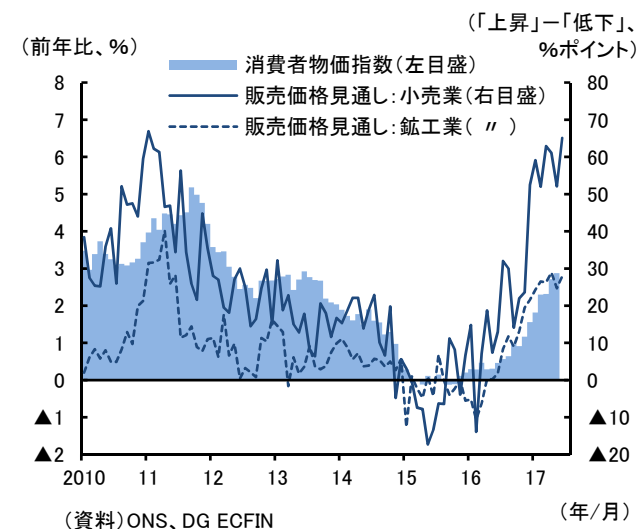 (「上昇」－「低下」、
(前年比、%)
%ポイント)
消費者物価指数(左目盛)
販売価格見通し:小売業(右目盛)
販売価格見通し:鉱工業( 〃 )
8 80
7 70
6 60
5 50
4 40
3 30
2 20
1 10
0 0
▲1 ▲10
▲2 ▲20
2010 11 12 13 14 15 16 17
(年/月)
(資料)ONS、DG ECFIN